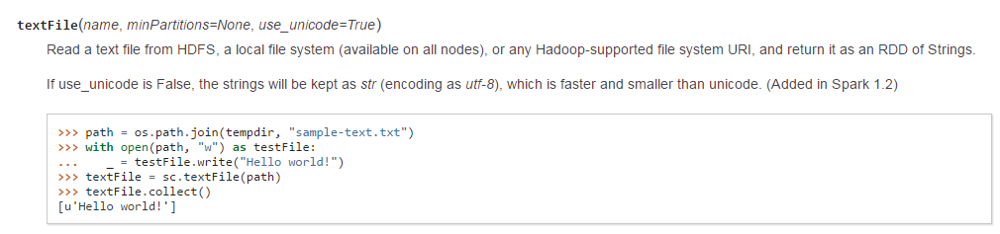 textFile(name, minPartitions=None, use_unicode=True)
Read a text file from HDFS, a local file system (available on all nodes), or any Hadoop-supported file system URI, and return it as an RDD of Strings.
If use_unicode is False, the strings will be kept as str (encoding as utf-8), which is faster and smaller than unicode. (Added in Spark 1.2)
>>> path = os.path.join(tempdir, "sample-text.txt")
>>> with open(path, "w") as testFile:
...    _ = testFile.write("Hello world!")
>>> textFile = sc.textFile(path)
>>> textFile.collect()
[u'Hello world!']